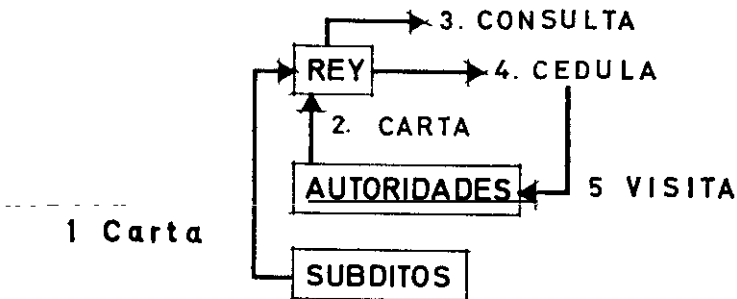 3. CONSULTA
REY
4. CEDULA
2. CARTA
AUTORIDADES
5 VISITA
1 Carta
SUBDITOS